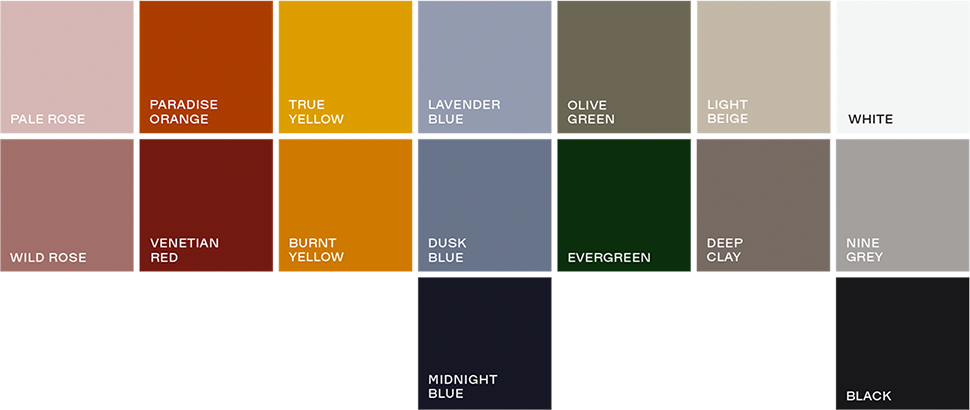 PALE ROSE
PARADISE
ORANGE
TRUE
YELLOW
LAVENDER
BLUE
OLIVE
GREEN
LIGHT
BEIGE
WHITE
WILD ROSE
VENETIAN
RED
BURNT
YELLOW
DUSK
BLUE
EVERGREEN
DEEP
CLAY
NINE
GREY
MIDNIGHT
BLUE
BLACK